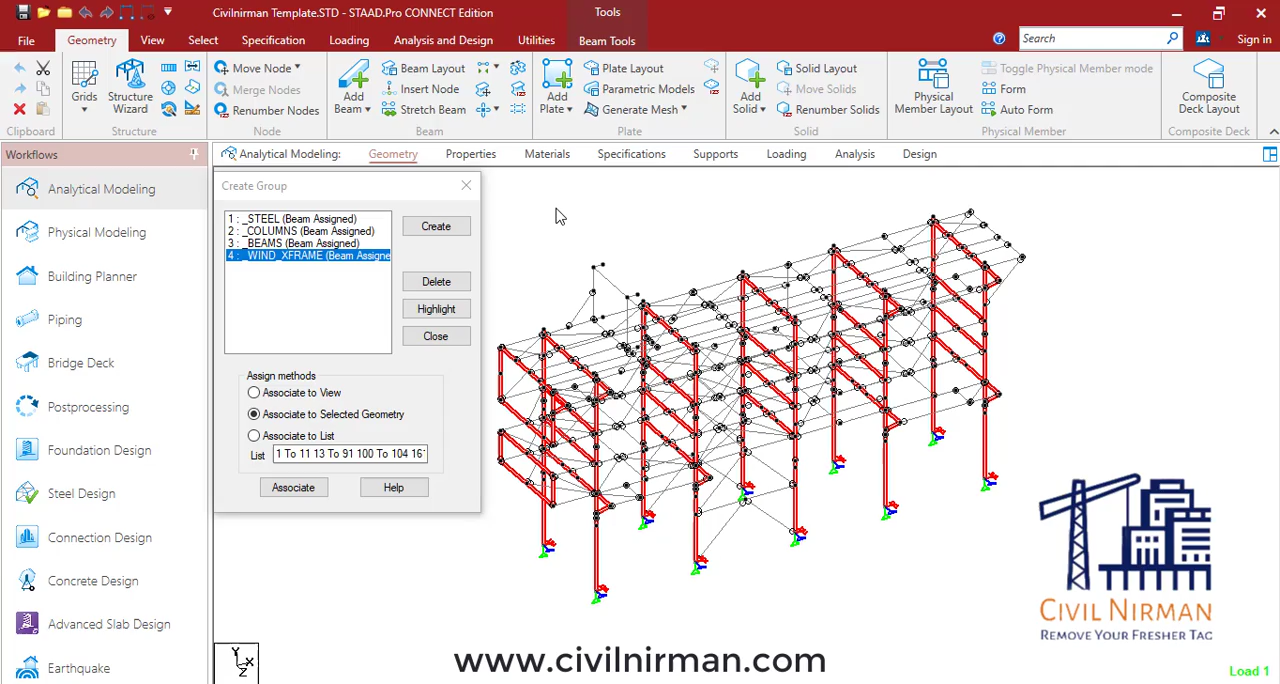 Civilnirman Template.STD - STAAD.Pro CONNECT Edition
Tools
File
Geometry
View
Select
Specification
Loading
Analysis and Design
Utilities
Beam Tools
Search
Sign in
Grids
Structure Wizard
Move Node
Merge Nodes
Renumber Nodes
Add Beam
Beam Layout
Insert Node
Stretch Beam
Add Plate
Plate Layout
Parametric Models
Generate Mesh
Add Solid
Solid Layout
Move Solids
Renumber Solids
Physical Member Layout
Toggle Physical Member mode
Form
Auto Form
Composite Deck Layout
Clipboard
Structure
Node
Beam
Plate
Solid
Physical Member
Composite Deck
Workflows
Analytical Modeling:
Geometry
Properties
Materials
Specifications
Supports
Loading
Analysis
Design
Analytical Modeling
Physical Modeling
Building Planner
Piping
Bridge Deck
Postprocessing
Foundation Design
Steel Design
Connection Design
Concrete Design
Advanced Slab Design
Earthquake
Create Group
1 : _STEEL (Beam Assigned)
2 : _COLUMNS (Beam Assigned)
3 : _BEAMS (Beam Assigned)
4 : _WIND_XFRAME (Beam Assigne
Create
Delete
Highlight
Close
Assign methods
Associate to View
Associate to Selected Geometry
Associate to List
List 1 To 11 13 To 91 100 To 104 16
Associate
Help
Y
X
Z
CIVIL NIRMAN
REMOVE YOUR FRESHER TAG
www.civilnirman.com
Load 1